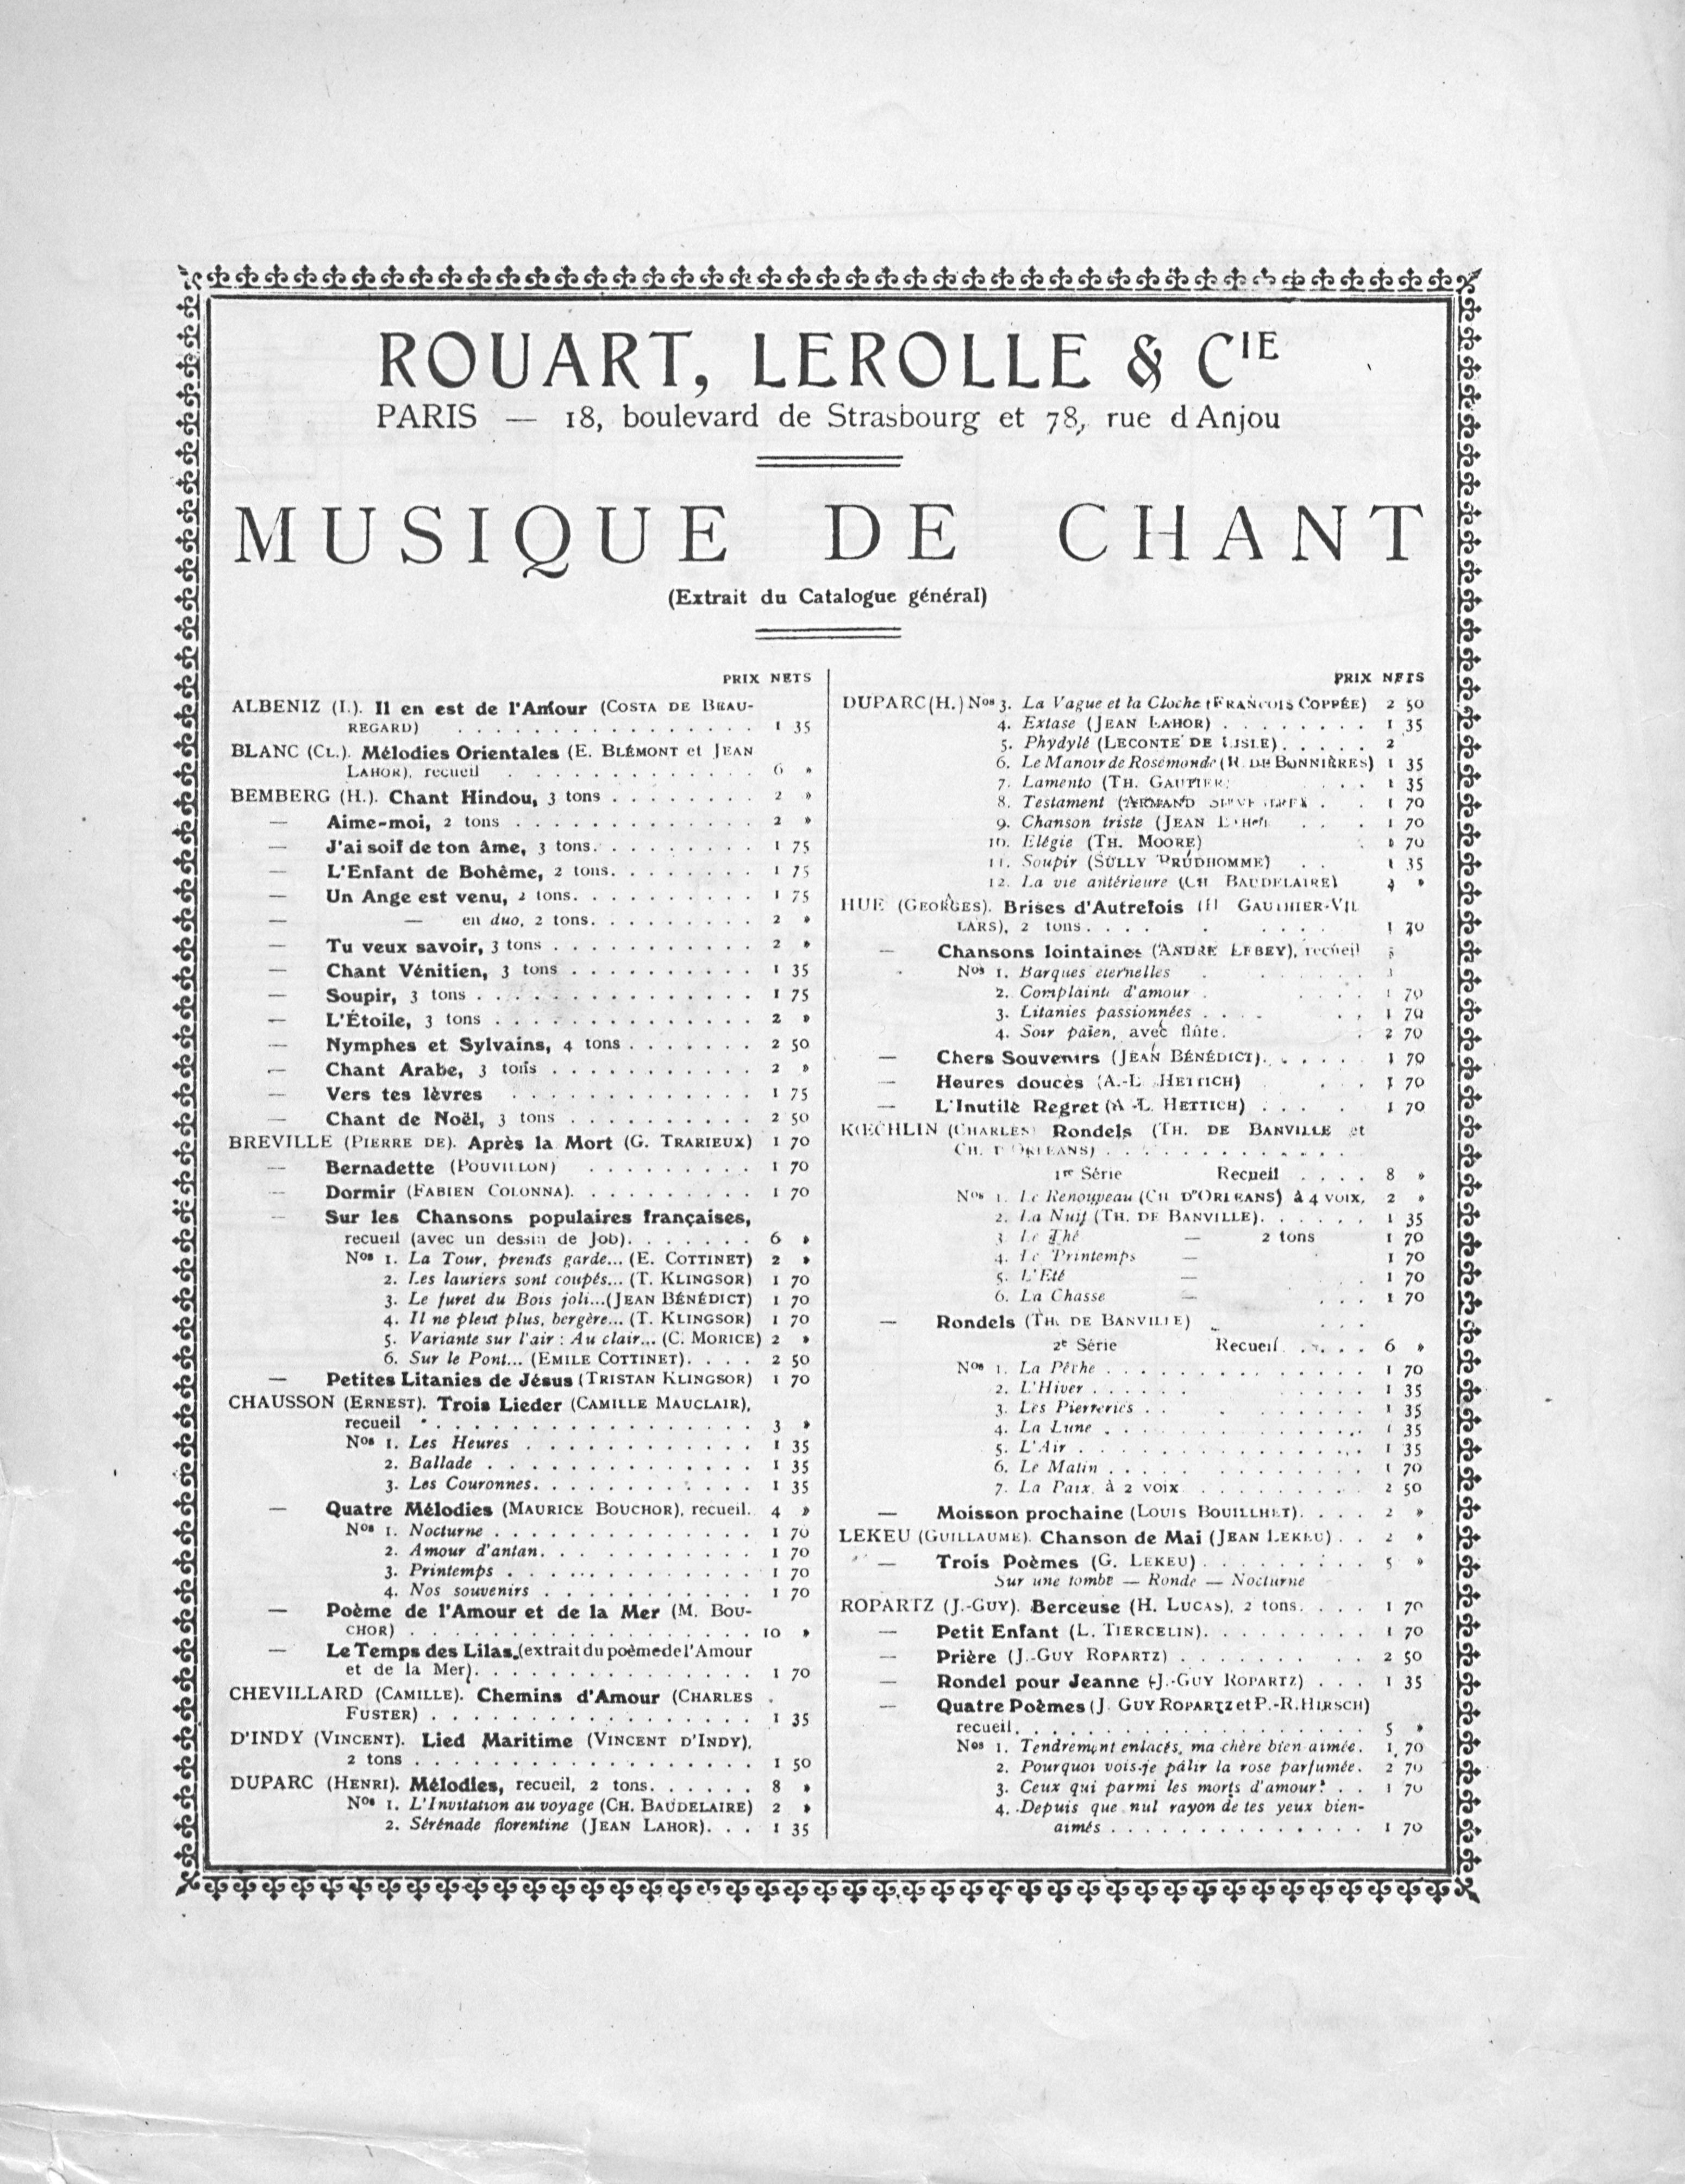 ROUART, LEROLLE & CIE
PARIS — 18, boulevard de Strasbourg et 78, rue d'Anjou
MUSIQUE DE CHANT
(Extrait du Catalogue général)
PRIX NETS
ALBENIZ (I.). Il en est de l'Amour (COSTA DE BEAU-
REGARD) . . . . . . . . . . . . . . . . 1 35
BLANC (CL.). Mélodies Orientales (E. BLÉMONT et JEAN
LAHOR), recueil . . . . . . . . . . . . 6 »
BEMBERG (H.). Chant Hindou, 3 tons . . . . . . . . 2 »
— Aime-moi, 2 tons . . . . . . . . . . . . . 2 »
— J'ai soif de ton âme, 3 tons. . . . . . . . 1 75
— L'Enfant de Bohême, 2 tons. . . . . . . 1 75
— Un Ange est venu, 2 tons. . . . . . . . . 1 75
— — en duo, 2 tons. . . . . . . . 2 »
— Tu veux savoir, 3 tons . . . . . . . . . . . 2 »
— Chant Vénitien, 3 tons . . . . . . . . . . 1 35
— Soupir, 3 tons . . . . . . . . . . . . . . . 1 75
— L'Étoile, 3 tons . . . . . . . . . . . . . . 2 »
— Nymphes et Sylvains, 4 tons . . . . . . . 2 50
— Chant Arabe, 3 tons . . . . . . . . . . . 2 »
— Vers tes lèvres . . . . . . . . . . . . . 1 75
— Chant de Noël, 3 tons . . . . . . . . . . 2 50
BREVILLE (PIERRE DE). Après la Mort (G. TRARIEUX) 1 70
— Bernadette (POUVILLON) . . . . . . . . . 1 70
— Dormir (FABIEN COLONNA). . . . . . . . . 1 70
— Sur les Chansons populaires françaises,
recueil (avec un dessin de Job). . . . . . . 6 »
Nos 1. La Tour, prends garde... (E. COTTINET) 2 »
2. Les lauriers sont coupés... (T. KLINGSOR) 1 70
3. Le furet du Bois joli...(JEAN BÉNÉDICT) 1 70
4. Il ne pleut plus, bergère... (T. KLINGSOR) 1 70
5. Variante sur l'air : Au clair... (C. MORICE) 2 »
6. Sur le Pont... (EMILE COTTINET). . . . 2 50
— Petites Litanies de Jésus (TRISTAN KLINGSOR) 1 70
CHAUSSON (ERNEST). Trois Lieder (CAMILLE MAUCLAIR),
recueil . . . . . . . . . . . . . . . 3 »
Nos 1. Les Heures . . . . . . . . . . . . 1 35
2. Ballade . . . . . . . . . . . . . . 1 35
3. Les Couronnes. . . . . . . . . . . 1 35
— Quatre Mélodies (MAURICE BOUCHOR), recueil. 4 »
Nos 1. Nocturne . . . . . . . . . . . . . 1 70
2. Amour d'antan. . . . . . . . . . . 1 70
3. Printemps . . . . . . . . . . . . . 1 70
4. Nos souvenirs . . . . . . . . . . . 1 70
— Poème de l'Amour et de la Mer (M. BOU-
CHOR) . . . . . . . . . . . . . . . . 10 »
— Le Temps des Lilas.(extrait du poème de l'Amour
et de la Mer). . . . . . . . . . . . . 1 70
CHEVILLARD (CAMILLE). Chemins d'Amour (CHARLES
FUSTER) . . . . . . . . . . . . . . . 1 35
D'INDY (VINCENT). Lied Maritime (VINCENT D'INDY),
2 tons . . . . . . . . . . . . . . . . 1 50
DUPARC (HENRI). Mélodies, recueil, 2 tons. . . . . . 8 »
Nos 1. L'Invitation au voyage (CH. BAUDELAIRE) 2 »
2. Sérénade florentine (JEAN LAHOR). . . 1 35
PRIX NETS
DUPARC (H.) Nos 3. La Vague et la Cloche (FRANÇOIS COPPÉE) 2 50
4. Extase (JEAN LAHOR) . . . . . . . 1 35
5. Phydylé (LECONTE DE LISLE). . . . . 2
6. Le Manoir de Rosemonde (R. DE BONNIÈRES) 1 35
7. Lamento (TH. GAUTIER) . . . . 1 35
8. Testament (ARMAND . . 1 70
9. Chanson triste (JEAN LAHOR) . . . 1 70
10. Elégie (TH. MOORE) 1 70
11. Soupir (SULLY PRUDHOMME) . . 1 35
12. La vie antérieure (CH BAUDELAIRE)
HUE (GEORGES). Brises d'Autrefois (H GAUTHIER-VIL
LARS), 2 tons. . . . . . . . . 1 70
— Chansons lointaines (ANDRE LEBEY), recueil
Nos 1. Barques éternelles . . . . . .
2. Complainte d'amour . . . . . 1 70
3. Litanies passionnées . . . . . . 1 70
4. Soir païen, avec flûte. . 2 70
— Chers Souvenirs (JEAN BÉNÉDICT). . . . . . 1 70
— Heures douces (A.-L. HETTICH) . . . 1 70
— L'Inutile Regret (A.-L. HETTICH) . . . . 1 70
KŒCHLIN (CHARLES) Rondels (TH. DE BANVILLE et
CH. D'ORLEANS) . . . . . . . . . . . .
1re Série Recueil . . . . 8 »
Nos 1. Le Renouveau (CH D'ORLEANS) à 4 voix, 2 »
2. La Nuit (TH. DE BANVILLE). . . . . . 1 35
3. Le Thé — 2 tons 1 70
4. Le Printemps — 1 70
5. L'Eté — . . 1 70
6. La Chasse — . . . 1 70
— Rondels (TH. DE BANVILLE) . . .
2e Série Recueil . . . . 6 »
Nos 1. La Pêche . . . . . . . . . . . . 1 70
2. L'Hiver . . . . . . . . . . 1 35
3. Les Pierreries . . . . . . . . . 1 35
4. La Lune . . . . . . . . . . . . 1 35
5. L'Air . . . . . . . . . . . . . 1 35
6. Le Matin . . . . . . . . . . . 1 70
7. La Paix, à 2 voix . . . . . . . . 2 50
— Moisson prochaine (LOUIS BOUILLHET). . . . 2 »
LEKEU (GUILLAUME). Chanson de Mai (JEAN LEKEU) . . 2 »
— Trois Poèmes (G. LEKEU) . . . . . . . . 5 »
Sur une tombe — Ronde — Nocturne
ROPARTZ (J.-GUY). Berceuse (H. LUCAS), 2 tons. . . . 1 70
— Petit Enfant (L. TIERCELIN). . . . . . . . 1 70
— Prière (J.-GUY ROPARTZ) . . . . . . . . 2 50
— Rondel pour Jeanne (J.-GUY ROPARTZ) . . . 1 35
— Quatre Poèmes (J. GUY ROPARTZ et P.-R. HIRSCH)
recueil. . . . . . . . . . . . . . . . 5 »
Nos 1. Tendrement enlacés, ma chère bien-aimée. 1 70
2. Pourquoi vois-je pâlir la rose parfumée. 2 70
3. Ceux qui parmi les morts d'amour? . . 1 70
4. Depuis que nul rayon de tes yeux bien-
aimés . . . . . . . . . . . . 1 70